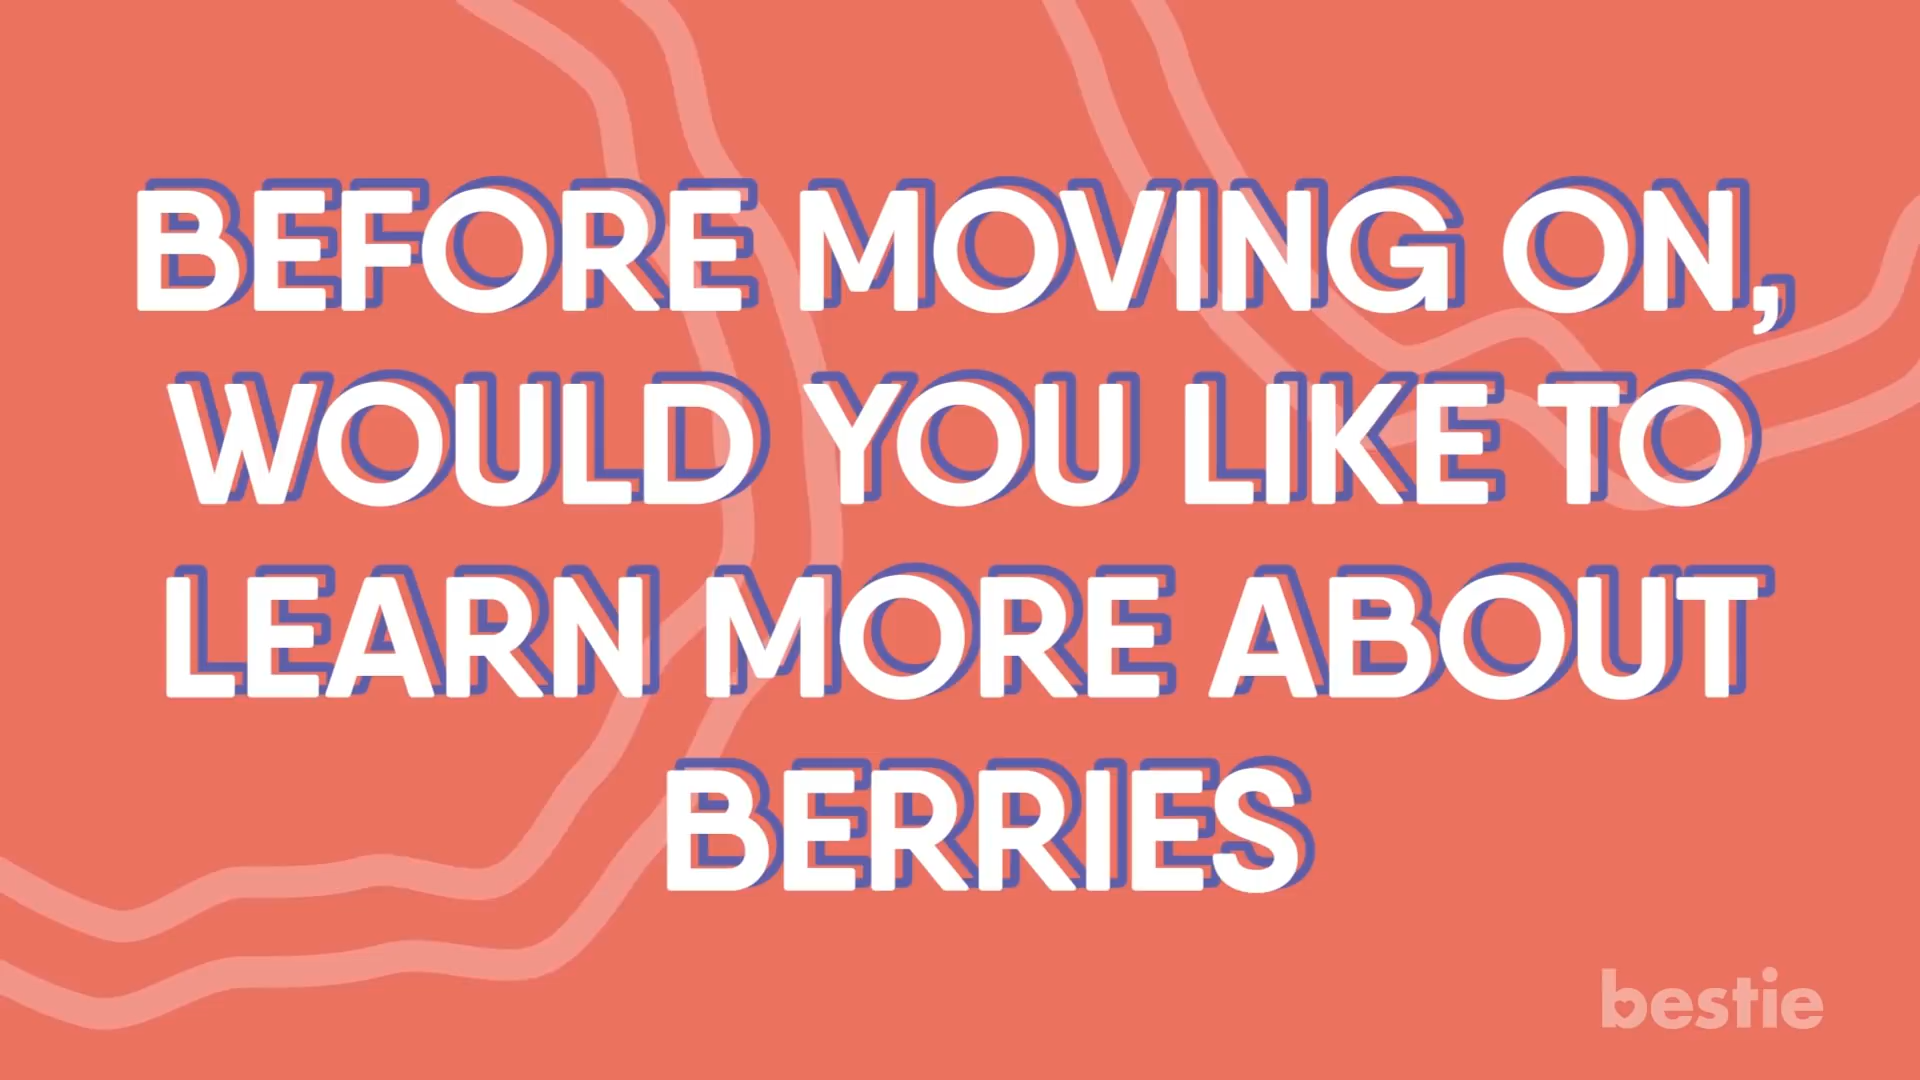 BEFORE MOVING ON,
WOULD YOU LIKE TO
LEARN MORE ABOUT
BERRIES
bestie